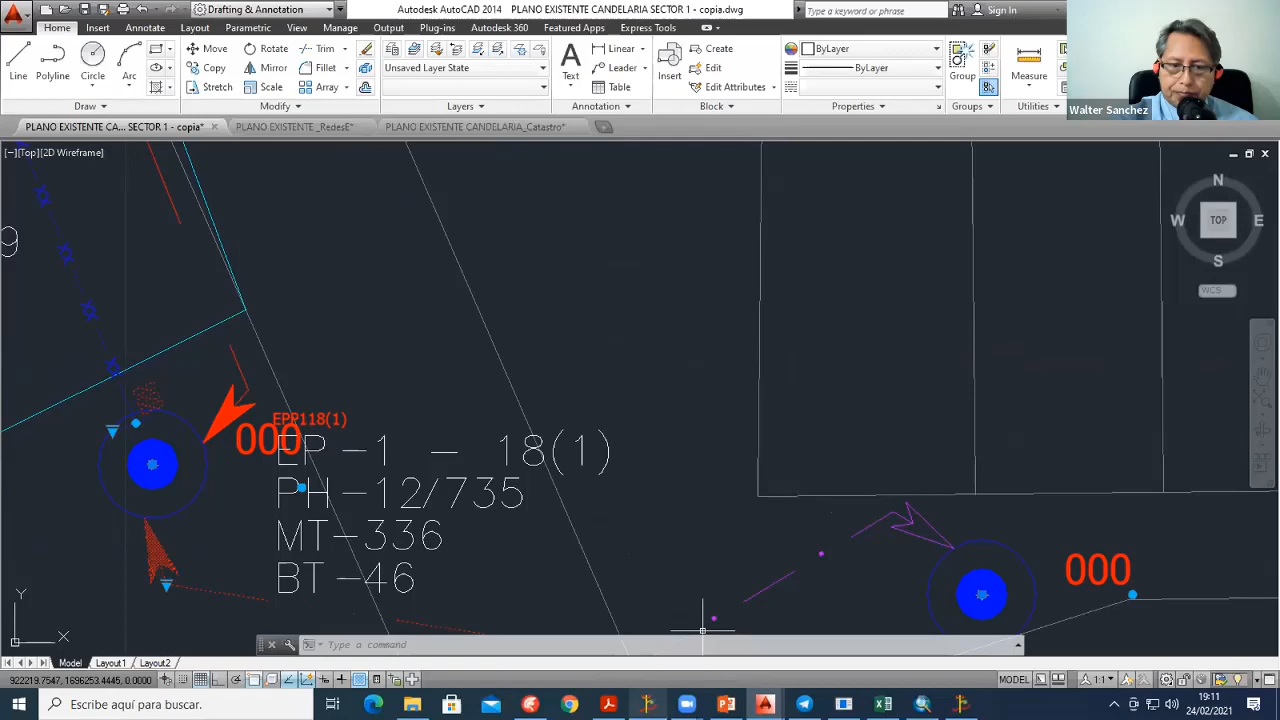 Drafting & Annotation
Autodesk AutoCAD 2014 PLANO EXISTENTE CANDELARIA SECTOR 1 - copia.dwg
Type a keyword or phrase
Sign In
Home Insert Annotate Layout Parametric View Manage Output Plug-ins Autodesk 360 Featured Apps Express Tools
Line Polyline Circle Arc
Move Rotate Trim
Copy Mirror Fillet
Stretch Scale Array
Unsaved Layer State
Text
Linear
Leader
Table
Insert
Create
Edit
Edit Attributes
ByLayer
ByLayer
Group
Measure
Draw Modify Layers Annotation Block Properties Groups Utilities
Walter Sanchez
PLANO EXISTENTE CA... SECTOR 1 - copia*
PLANO EXISTENTE _RedesE*
PLANO EXISTENTE CANDELARIA_Catastro*
[−][Top][2D Wireframe]
N
W TOP E
S
WCS
9
EPP118(1)
000
EP -1 - 18(1)
PH -12/735
MT-336
BT -46
000
Y
X
Type a command
Model Layout1 Layout2
922219.7547, 1696253.4445, 0.0000
MODEL
1:1
Escribe aquí para buscar.
19:11
24/02/2021